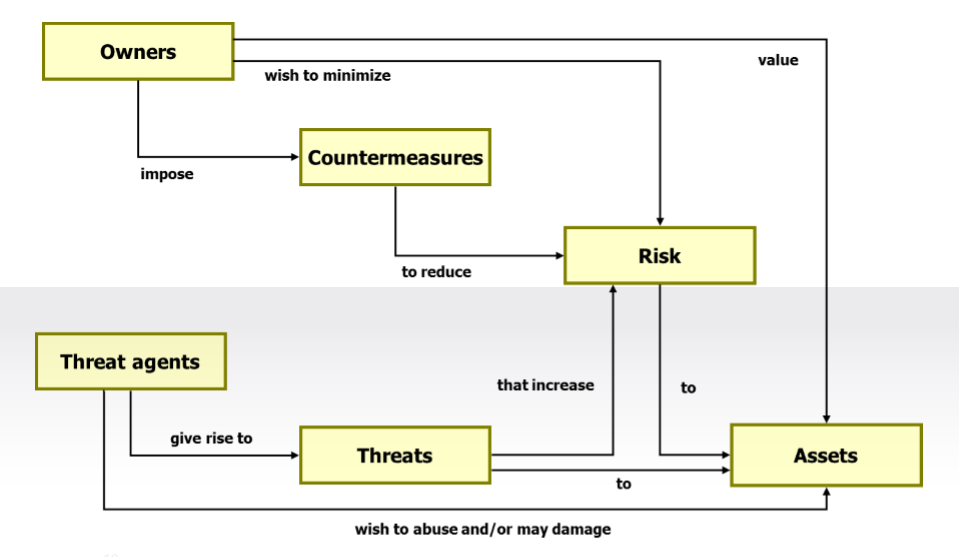 Owners
value
wish to minimize
Countermeasures
impose
Risk
to reduce
Threat agents
that increase
to
give rise to
Threats
Assets
to
wish to abuse and/or may damage